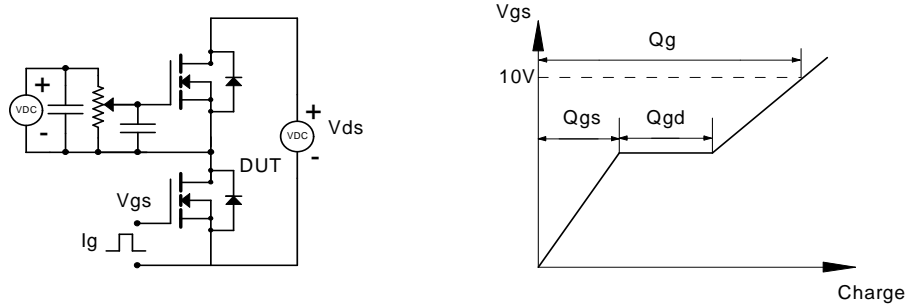 VDC
+
-
Vgs
Ig
DUT
VDC
+
-
Vds
Vgs
Qg
10V
Qgs
Qgd
Charge